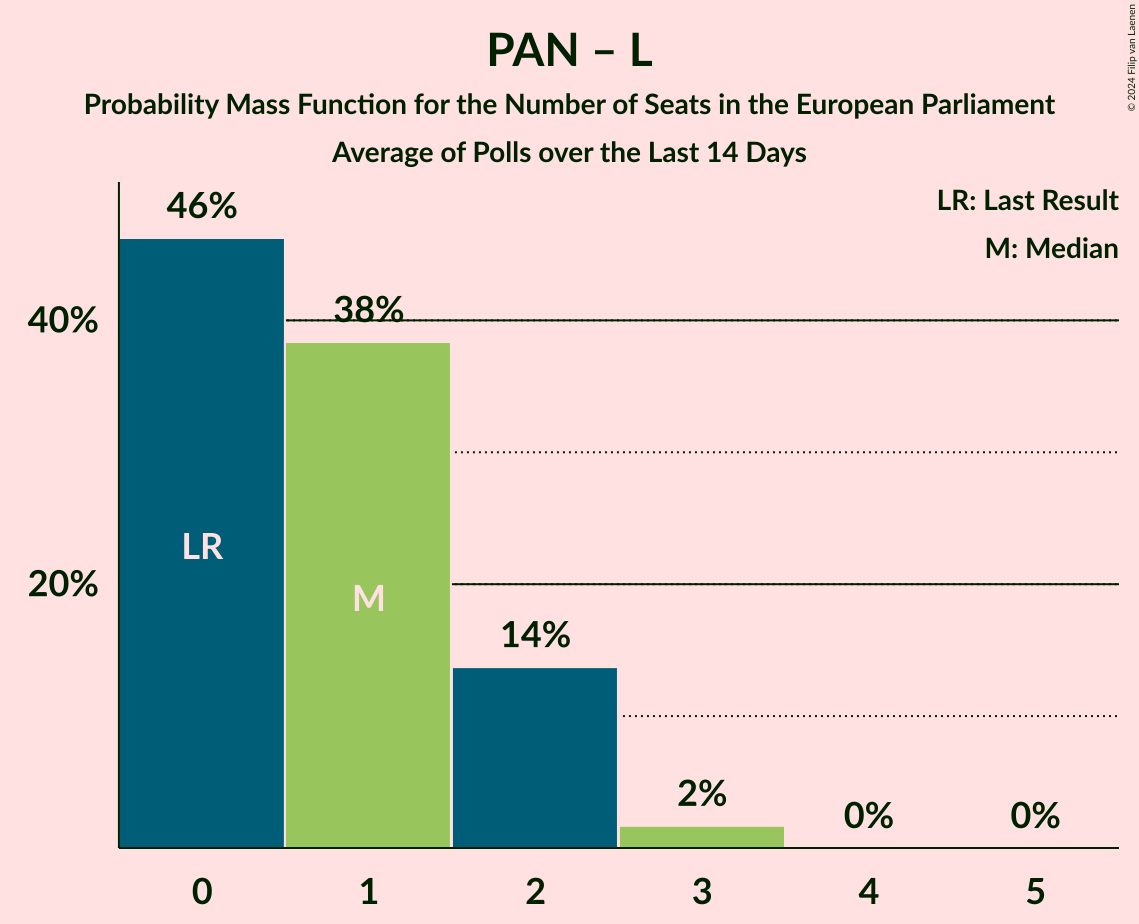 PAN – L
Probability Mass Function for the Number of Seats in the European Parliament
Average of Polls over the Last 14 Days
© 2024 Filip van Laenen
LR: Last Result
M: Median
46%
38%
40%
LR
M
20%
14%
2%
0%
0%
0
1
2
3
4
5